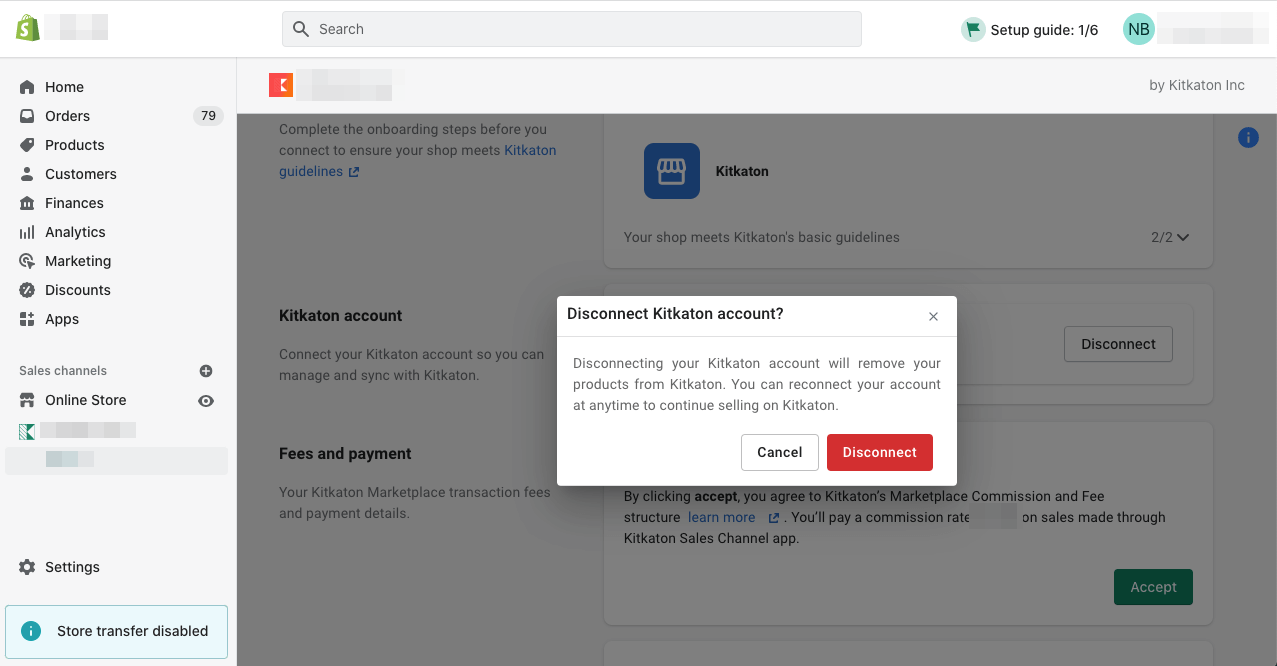 Search
Setup guide: 1/6
NB
Home
Orders
79
Products
Customers
Finances
Analytics
Marketing
Discounts
Apps
Sales channels
Online Store
Settings
Store transfer disabled
by Kitkaton Inc
Complete the onboarding steps before you
connect to ensure your shop meets Kitkaton
guidelines
Kitkaton
Your shop meets Kitkaton's basic guidelines
2/2
Kitkaton account
Connect your Kitkaton account so you can
manage and sync with Kitkaton.
Disconnect
Disconnect Kitkaton account?
Disconnecting your Kitkaton account will remove your
products from Kitkaton. You can reconnect your account
at anytime to continue selling on Kitkaton.
Cancel
Disconnect
Fees and payment
Your Kitkaton Marketplace transaction fees
and payment details.
By clicking accept, you agree to Kitkaton's Marketplace Commission and Fee
structure learn more . You'll pay a commission rate on sales made through
Kitkaton Sales Channel app.
Accept